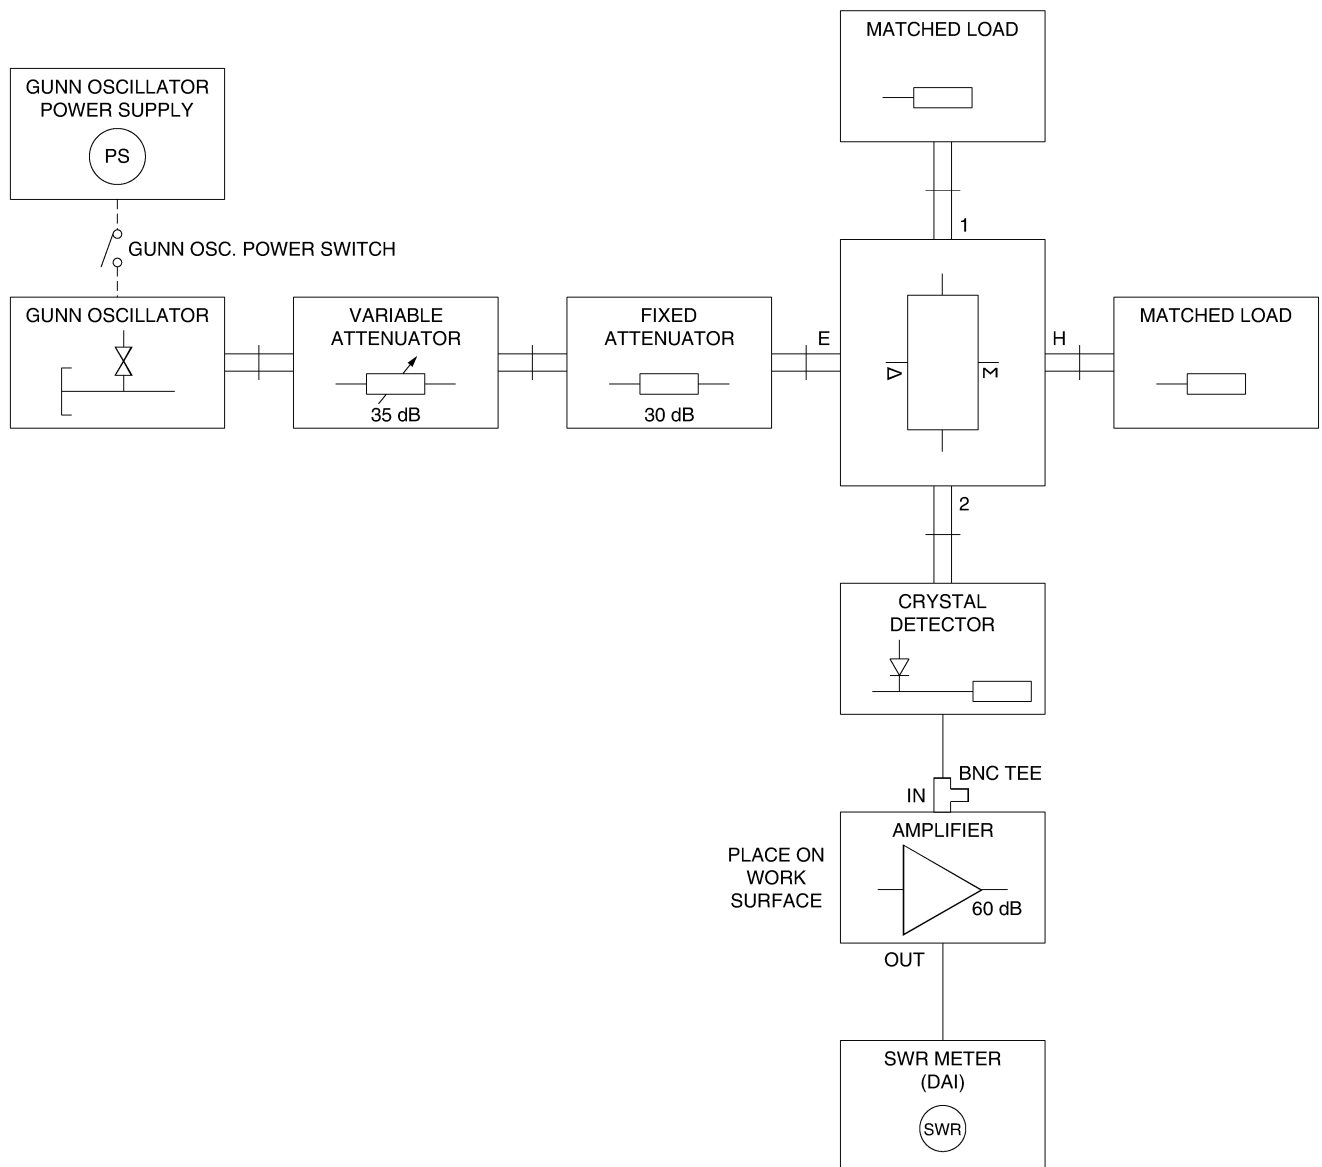 MATCHED LOAD
GUNN OSCILLATOR
POWER SUPPLY
PS
1
GUNN OSC. POWER SWITCH
GUNN OSCILLATOR
VARIABLE
ATTENUATOR
35 dB
FIXED
ATTENUATOR
30 dB
E
Δ
Σ
H
MATCHED LOAD
2
CRYSTAL
DETECTOR
BNC TEE
IN
AMPLIFIER
60 dB
PLACE ON
WORK
SURFACE
OUT
SWR METER
(DAI)
SWR